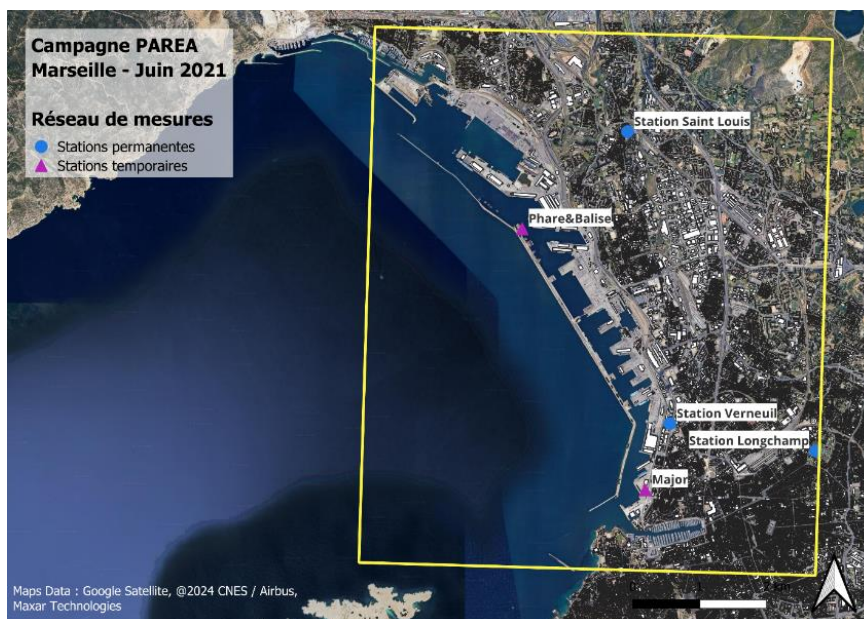 Campagne PAREA
Marseille - Juin 2021
Réseau de mesures
Stations permanentes
Stations temporaires
Station Saint Louis
Phare&Balise
Station Verneuil
Station Longchamp
Major
Maps Data : Google Satellite, @2024 CNES / Airbus,
Maxar Technologies